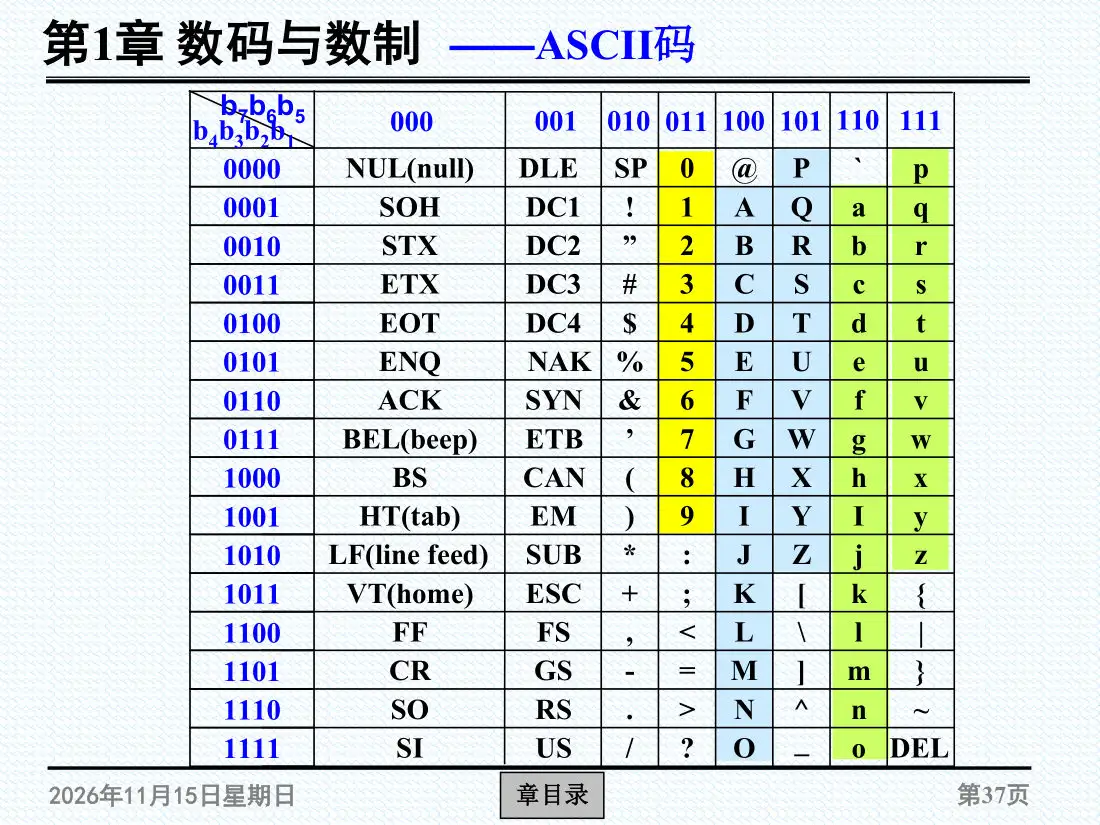 第1章 数码与数制 ——ASCII码
b7b6b5
b4b3b2b1 000 001 010 011 100 101 110 111
0000 NUL(null) DLE SP 0 @ P ` p
0001 SOH DC1 ! 1 A Q a q
0010 STX DC2 ” 2 B R b r
0011 ETX DC3 # 3 C S c s
0100 EOT DC4 $ 4 D T d t
0101 ENQ NAK % 5 E U e u
0110 ACK SYN & 6 F V f v
0111 BEL(beep) ETB ’ 7 G W g w
1000 BS CAN ( 8 H X h x
1001 HT(tab) EM ) 9 I Y I y
1010 LF(line feed) SUB * : J Z j z
1011 VT(home) ESC + ; K [ k {
1100 FF FS , < L \ l |
1101 CR GS - = M ] m }
1110 SO RS . > N ^ n ~
1111 SI US / ? O _ o DEL
2026年11月15日星期日 章目录 第37页